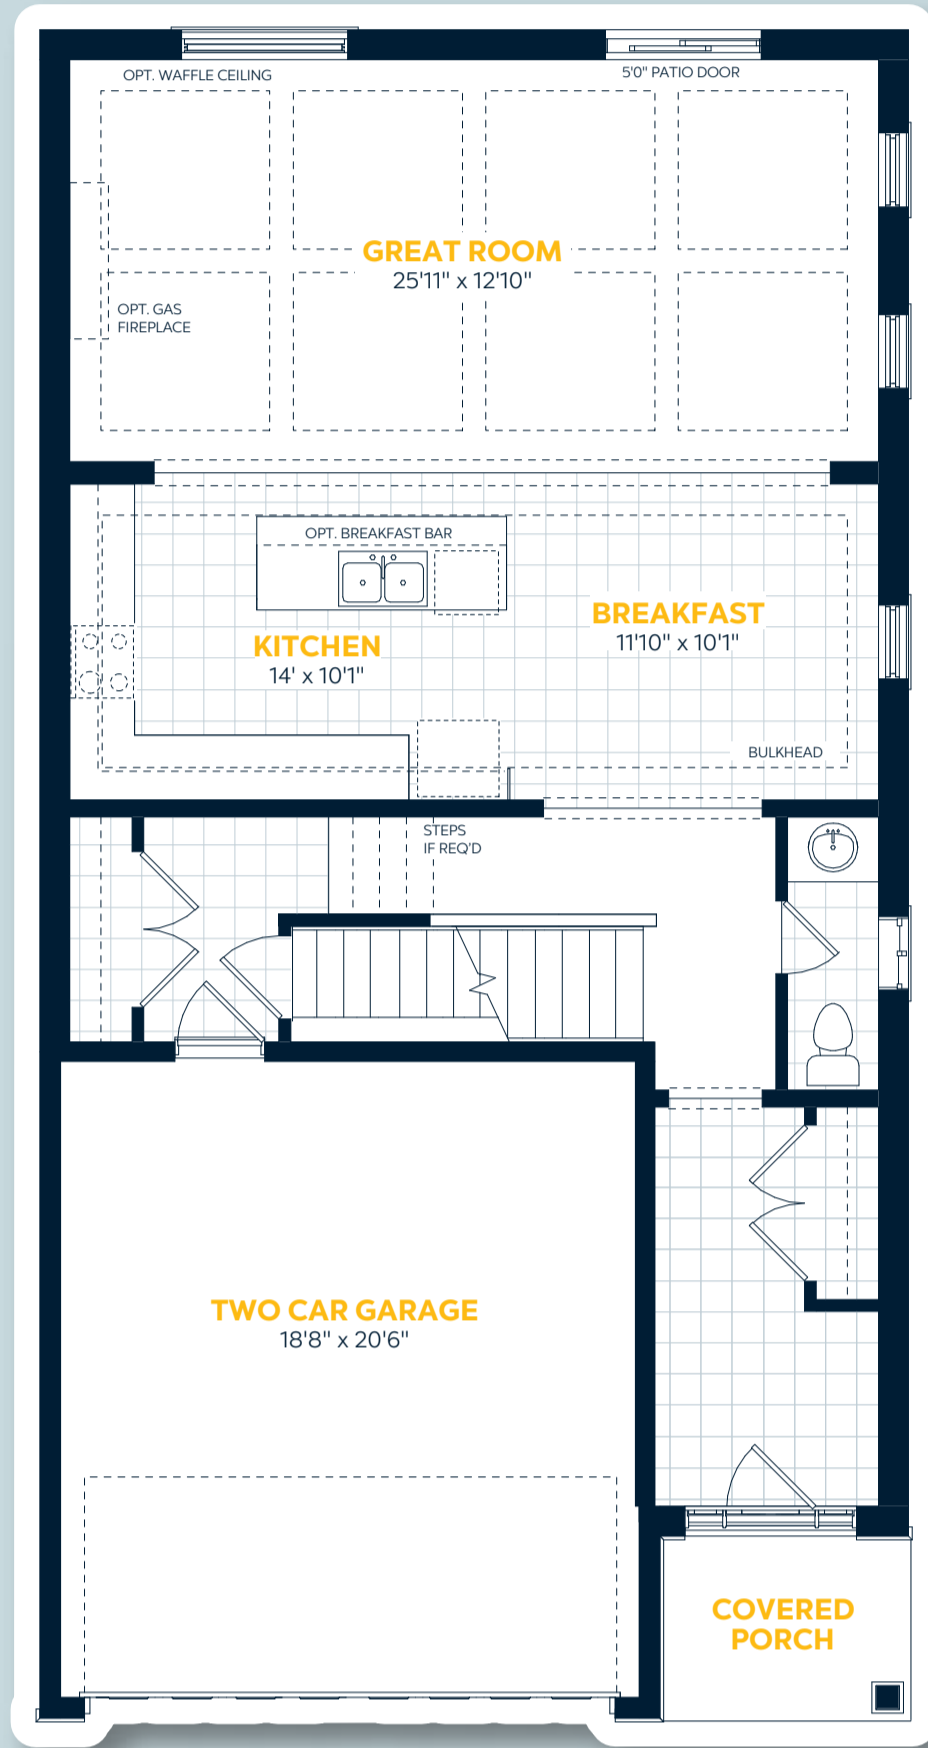 OPT. WAFFLE CEILING
5'0" PATIO DOOR
GREAT ROOM
25'11" x 12'10"
OPT. GAS
FIREPLACE
OPT. BREAKFAST BAR
BREAKFAST
11'10" x 10'1"
KITCHEN
14' x 10'1"
BULKHEAD
STEPS
IF REQ'D
TWO CAR GARAGE
18'8" x 20'6"
COVERED
PORCH